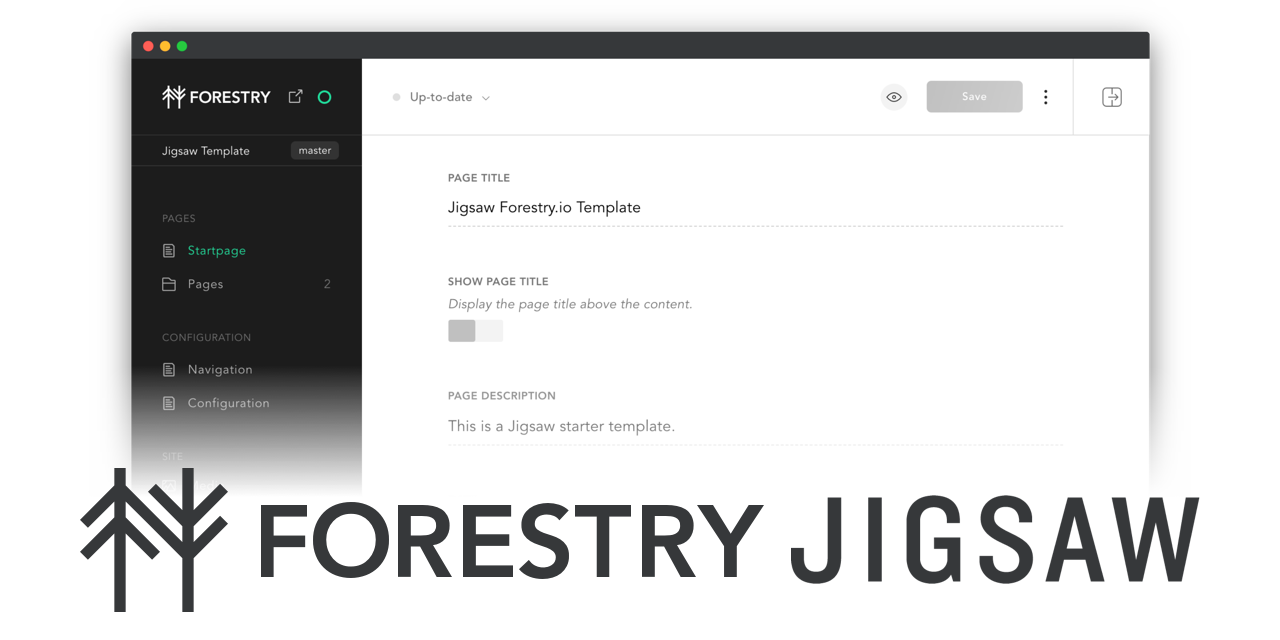 FORESTRY
Jigsaw Template master
PAGES
Startpage
Pages 2
CONFIGURATION
Navigation
Configuration
SITE
Up-to-date
Save
PAGE TITLE
Jigsaw Forestry.io Template
SHOW PAGE TITLE
Display the page title above the content.
PAGE DESCRIPTION
This is a Jigsaw starter template.
FORESTRY JIGSAW